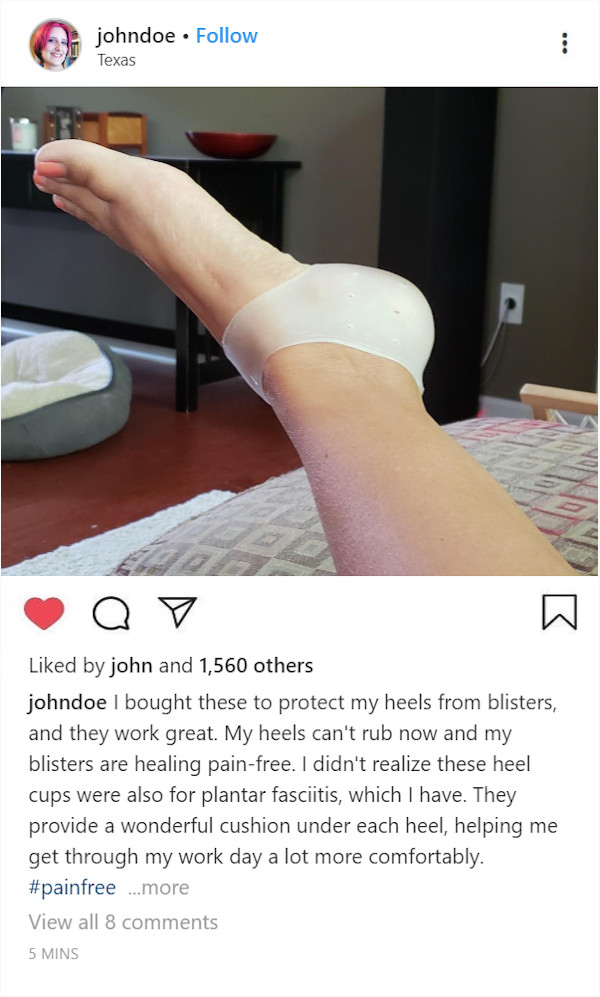 johndoe • Follow
Texas
Liked by john and 1,560 others
johndoe I bought these to protect my heels from blisters,
and they work great. My heels can't rub now and my
blisters are healing pain-free. I didn't realize these heel
cups were also for plantar fasciitis, which I have. They
provide a wonderful cushion under each heel, helping me
get through my work day a lot more comfortably.
#painfree ...more
View all 8 comments
5 MINS